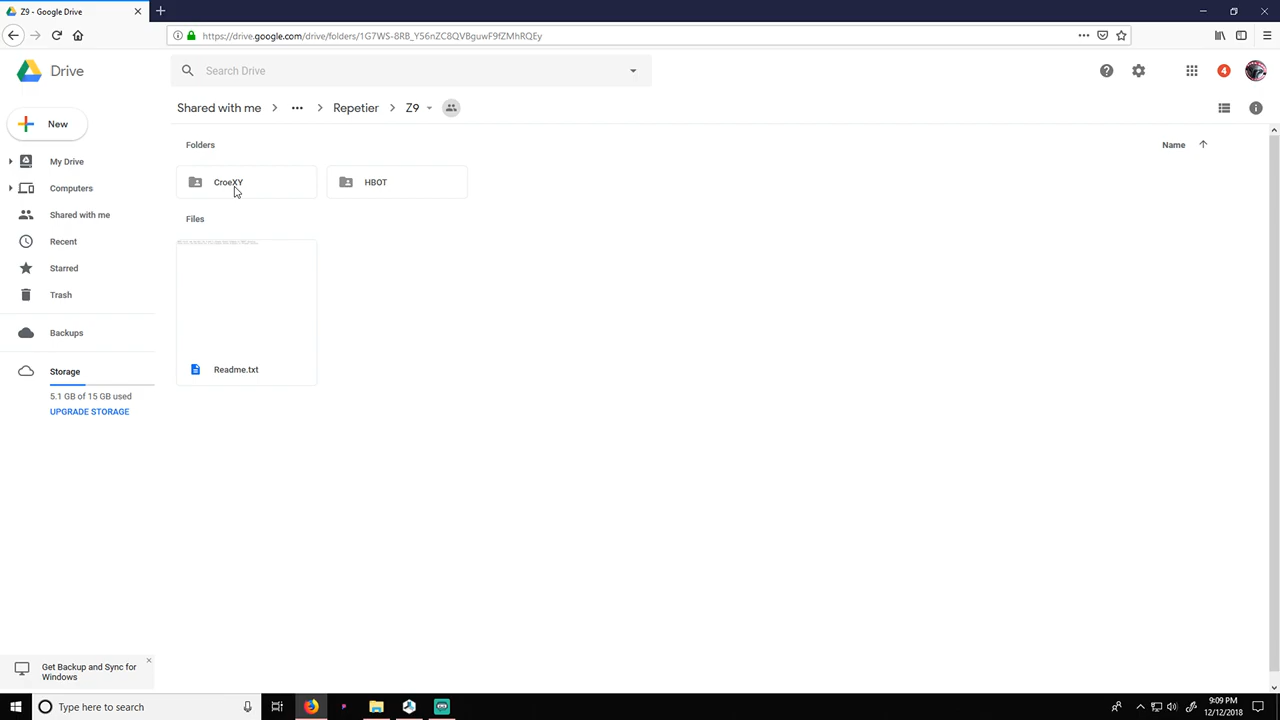 Z9 - Google Drive
https://drive.google.com/drive/folders/1G7WS-8RB_Y56nZC8QVBguwF9fZMhRQEy
Drive
Search Drive
4
New
Shared with me
Repetier
Z9
Folders
Name
My Drive
CroeXY
HBOT
Computers
Shared with me
Files
Recent
Starred
Trash
Backups
Readme.txt
Storage
5.1 GB of 15 GB used
UPGRADE STORAGE
Get Backup and Sync for
Windows
Type here to search
9:09 PM
12/12/2018